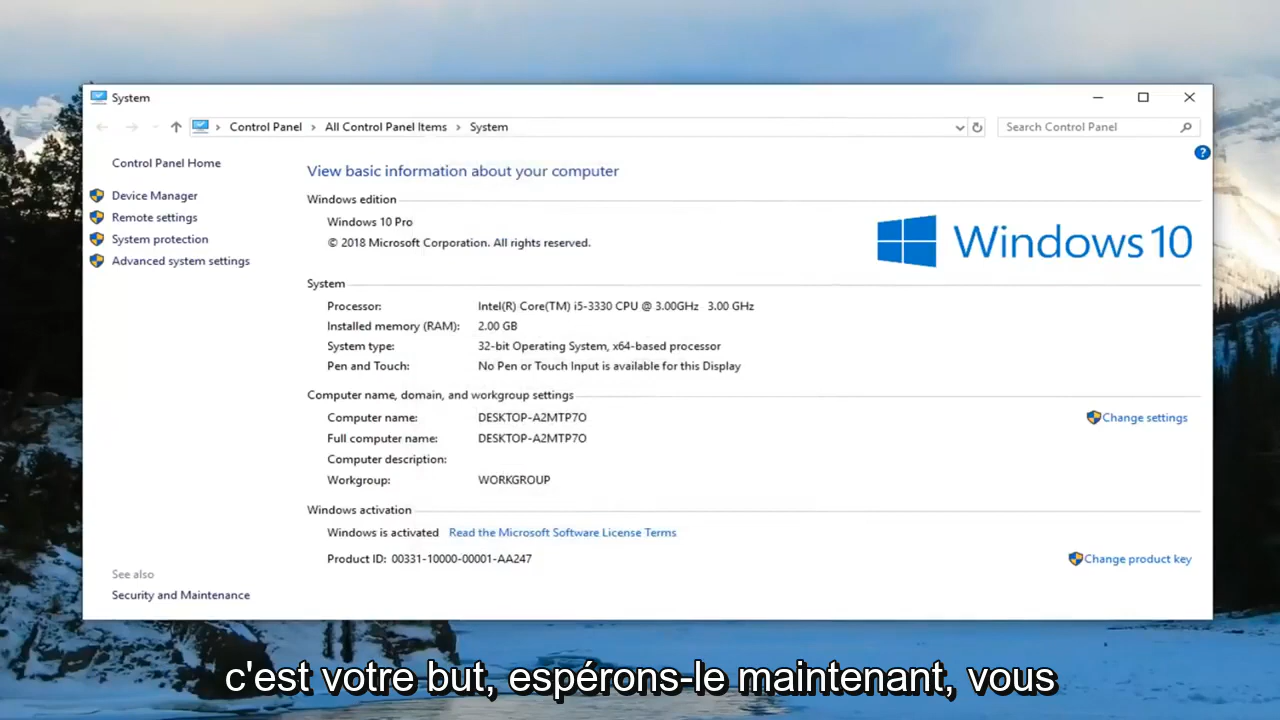 System
Control Panel > All Control Panel Items > System
Search Control Panel
?
Control Panel Home
Device Manager
Remote settings
System protection
Advanced system settings
See also
Security and Maintenance
View basic information about your computer
Windows edition
Windows 10 Pro
© 2018 Microsoft Corporation. All rights reserved.
Windows 10
System
Processor: Intel(R) Core(TM) i5-3330 CPU @ 3.00GHz 3.00 GHz
Installed memory (RAM): 2.00 GB
System type: 32-bit Operating System, x64-based processor
Pen and Touch: No Pen or Touch Input is available for this Display
Computer name, domain, and workgroup settings
Computer name: DESKTOP-A2MTP7O
Change settings
Full computer name: DESKTOP-A2MTP7O
Computer description:
Workgroup: WORKGROUP
Windows activation
Windows is activated Read the Microsoft Software License Terms
Product ID: 00331-10000-00001-AA247
Change product key
c'est votre but, espérons-le maintenant, vous